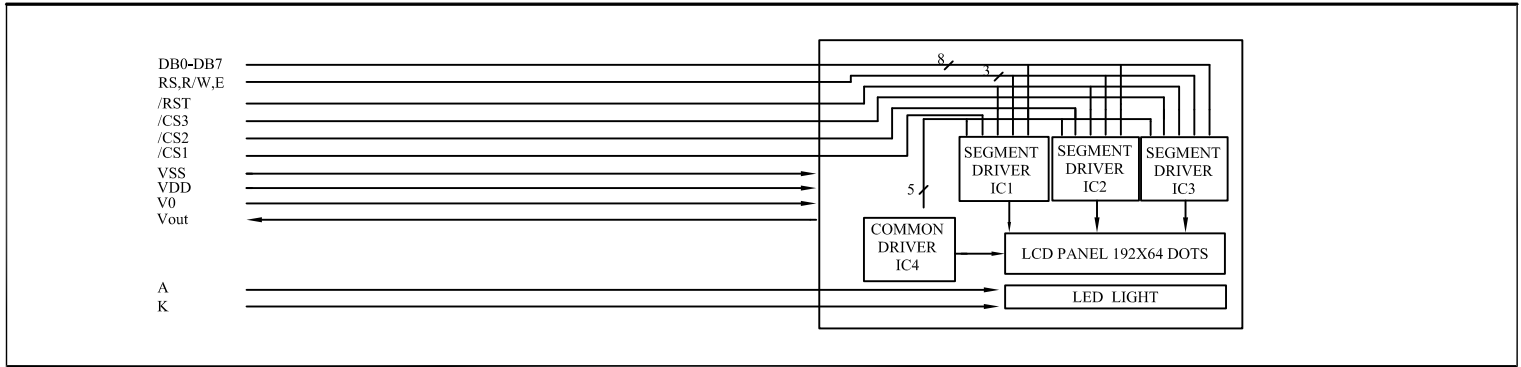 DB0-DB7
RS,R/W,E
/RST
/CS3
/CS2
/CS1
VSS
VDD
V0
Vout
A
K
8
3
5
SEGMENT
DRIVER
IC1
SEGMENT
DRIVER
IC2
SEGMENT
DRIVER
IC3
COMMON
DRIVER
IC4
LCD PANEL 192X64 DOTS
LED LIGHT